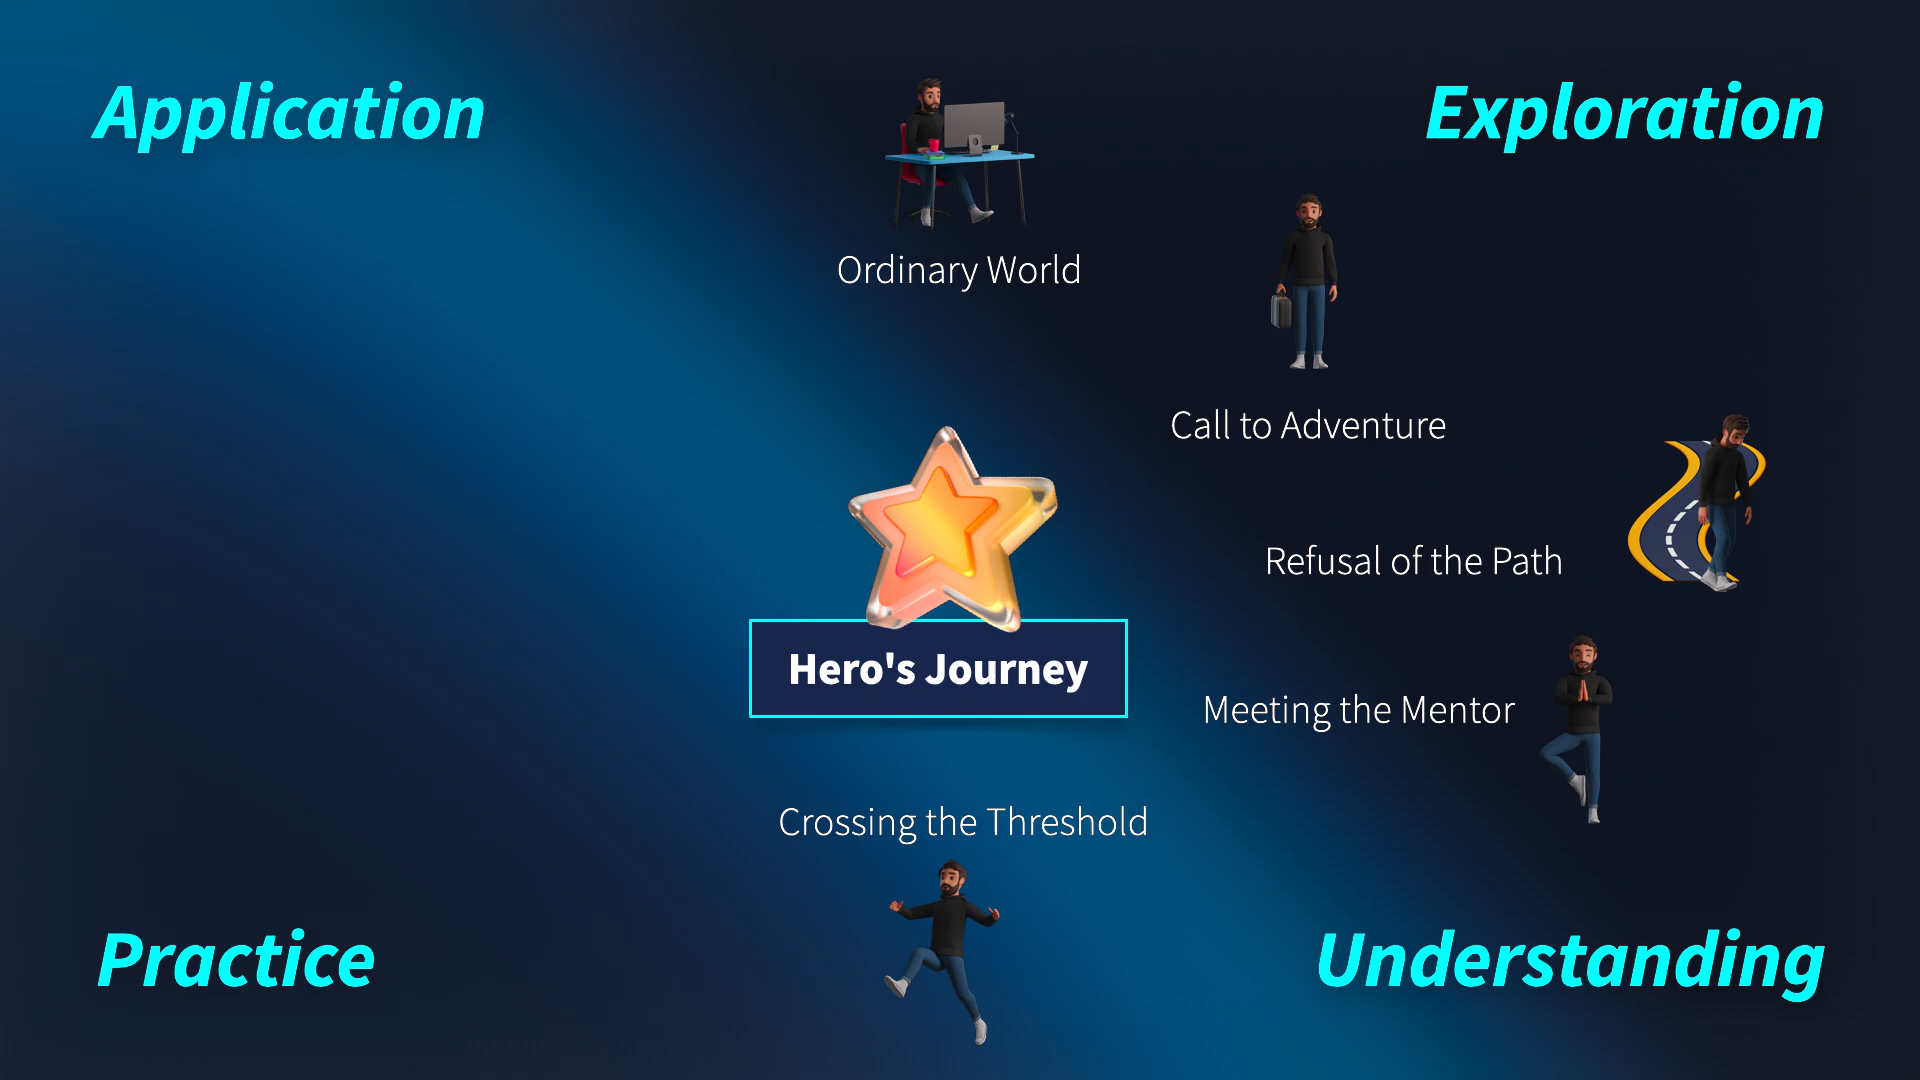 Application
Exploration
Ordinary World
Call to Adventure
Refusal of the Path
Hero's Journey
Meeting the Mentor
Crossing the Threshold
Practice
Understanding